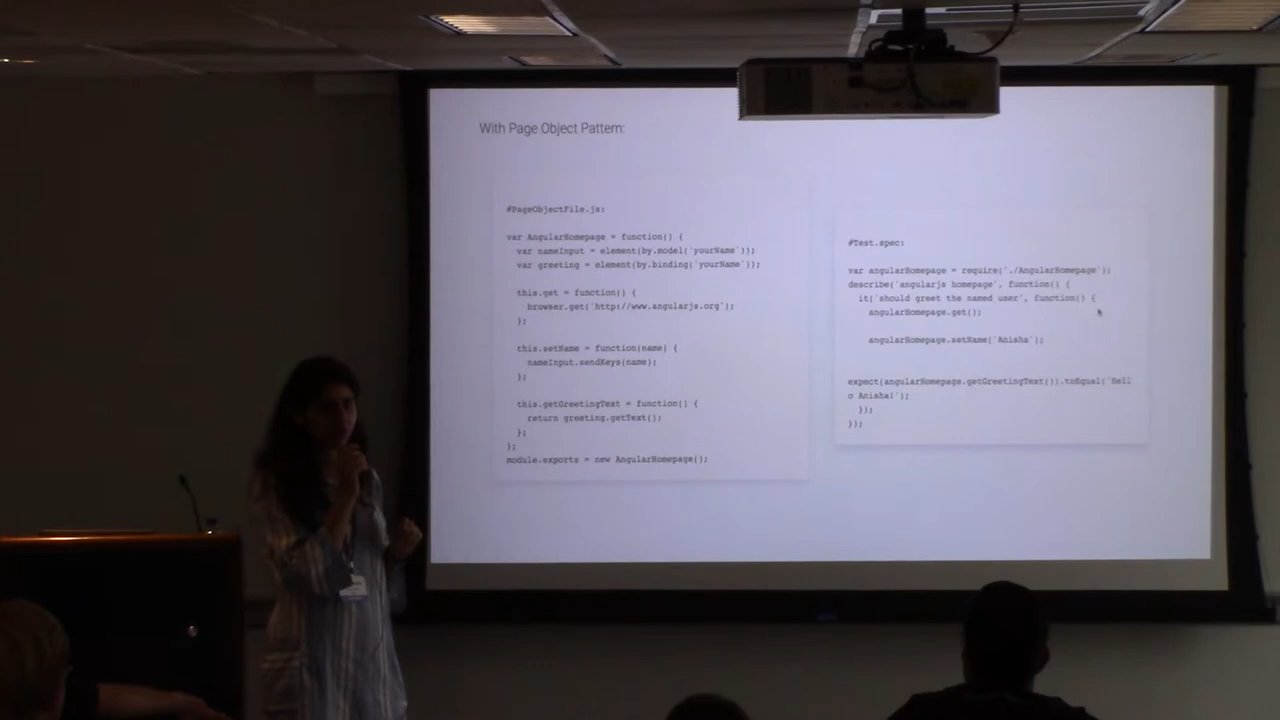 With Page Object Pattern:
#PageObjectFile.js:
var AngularHomepage = function() {
var nameInput = element(by.model('yourName'));
var greeting = element(by.binding('yourName'));
this.get = function() {
browser.get('http://www.angularjs.org');
};
this.setName = function(name) {
nameInput.sendKeys(name);
};
this.getGreetingText = function() {
return greeting.getText();
};
};
module.exports = new AngularHomepage();
#Test.spec:
var angularHomepage = require('./AngularHomepage');
describe('angularjs homepage', function() {
it('should greet the named user', function() {
angularHomepage.get();
angularHomepage.setName('Anisha');
expect(angularHomepage.getGreetingText()).toEqual('Hell
o Anisha!');
});
});